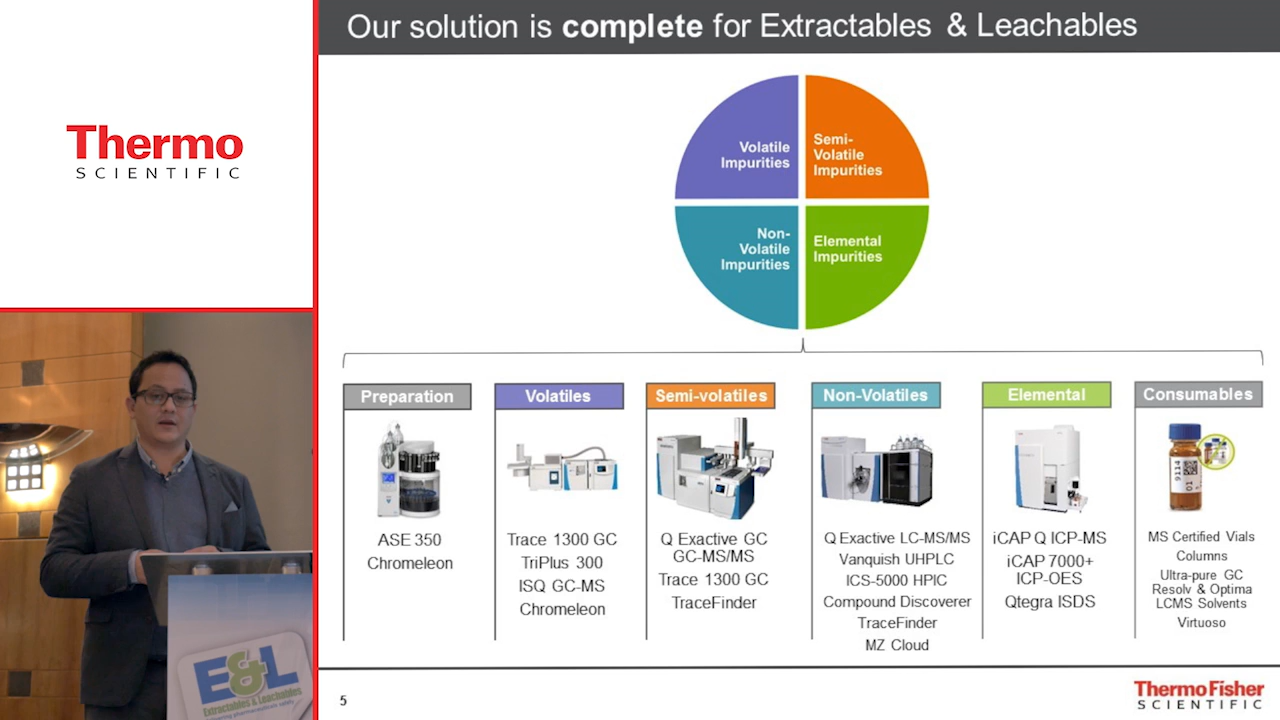 Our solution is complete for Extractables & Leachables
Thermo
SCIENTIFIC
Volatile
Impurities
Semi-
Volatile
Impurities
Non-
Volatile
Impurities
Elemental
Impurities
Preparation
ASE 350
Chromeleon
Volatiles
Trace 1300 GC
TriPlus 300
ISQ GC-MS
Chromeleon
Semi-volatiles
Q Exactive GC
GC-MS/MS
Trace 1300 GC
TraceFinder
Non-Volatiles
Q Exactive LC-MS/MS
Vanquish UHPLC
ICS-5000 HPIC
Compound Discoverer
TraceFinder
MZ Cloud
Elemental
iCAP Q ICP-MS
iCAP 7000+
ICP-OES
Qtegra ISDS
Consumables
9114
MS Certified Vials
Columns
Ultra-pure GC
Resolv & Optima
LCMS Solvents
Virtuoso
E&L
Extractables & Leachables
5
ThermoFisher
SCIENTIFIC